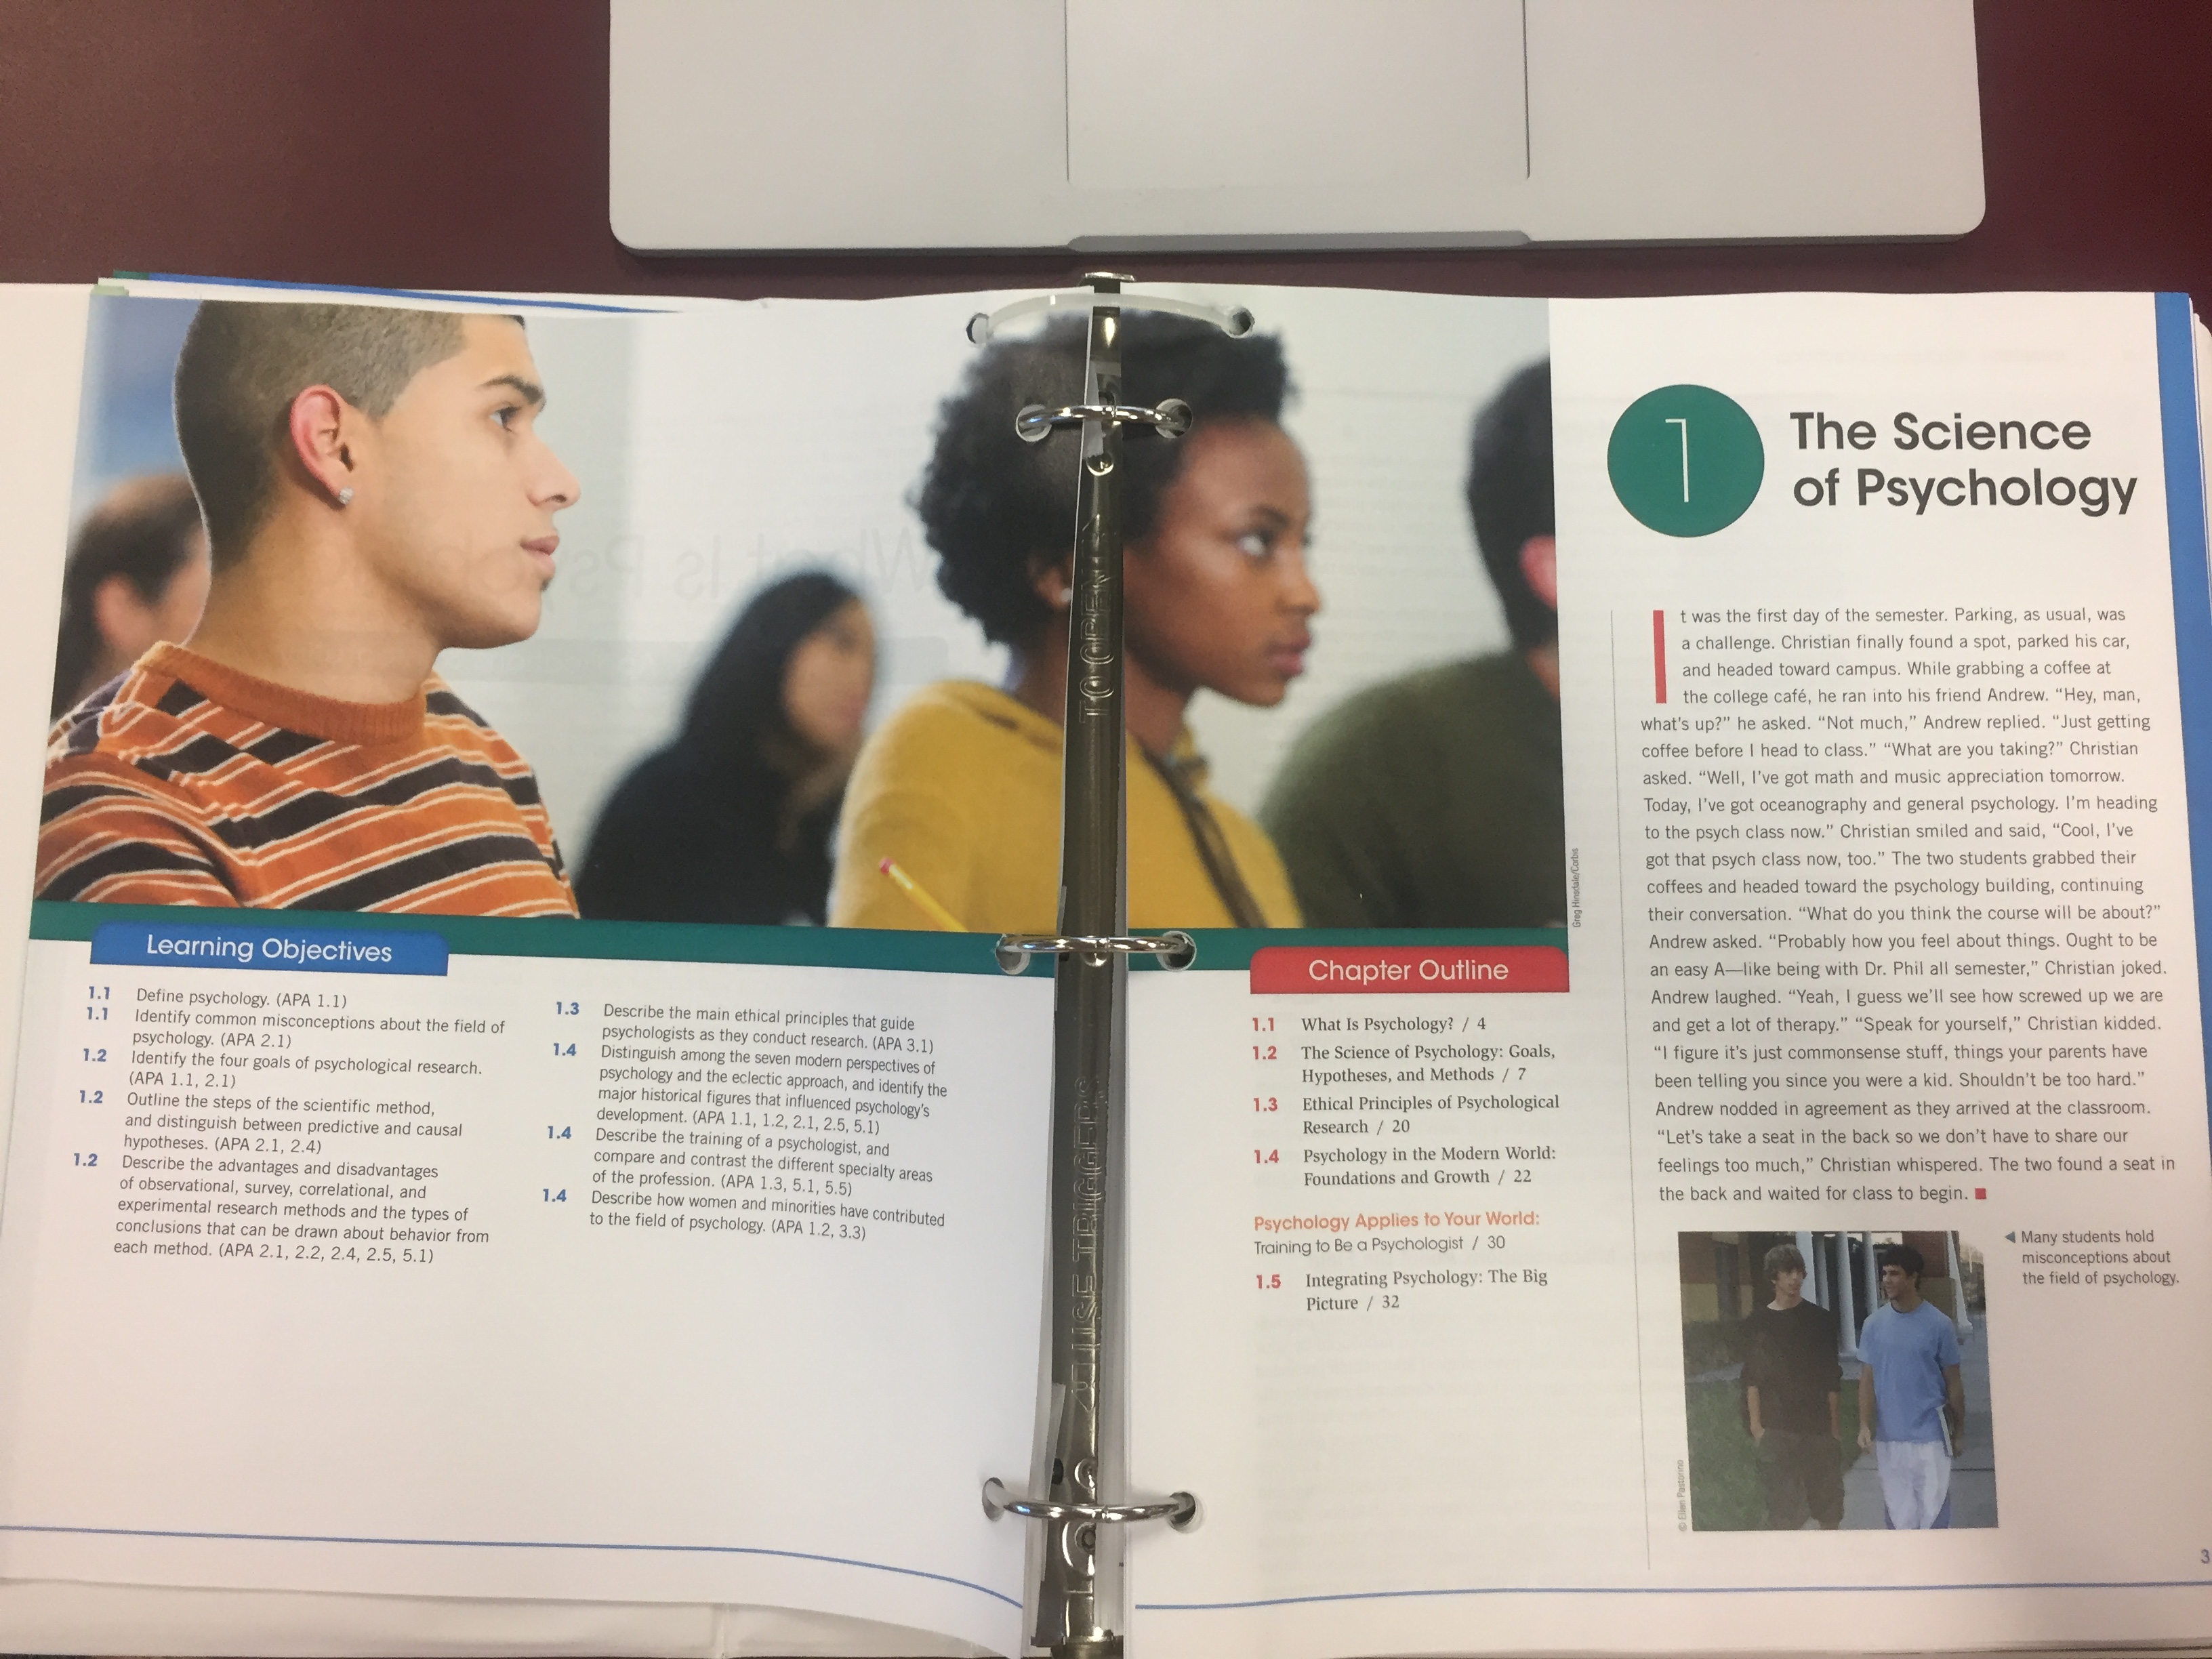 Learning Objectives
1.1 Define psychology. (APA 1.1)
1.1 Identify common misconceptions about the field of
psychology. (APA 2.1)
1.2 Identify the four goals of psychological research.
(APA 1.1, 2.1)
1.2 Outline the steps of the scientific method,
and distinguish between predictive and causal
hypotheses. (APA 2.1, 2.4)
1.2 Describe the advantages and disadvantages
of observational, survey, correlational, and
experimental research methods and the types of
conclusions that can be drawn about behavior from
each method. (APA 2.1, 2.2, 2.4, 2.5, 5.1)
1.3 Describe the main ethical principles that guide
psychologists as they conduct research. (APA 3.1)
1.4 Distinguish among the seven modern perspectives of
psychology and the eclectic approach, and identify the
major historical figures that influenced psychology's
development. (APA 1.1, 1.2, 2.1, 2.5, 5.1)
1.4 Describe the training of a psychologist, and
compare and contrast the different specialty areas
of the profession. (APA 1.3, 5.1, 5.5)
1.4 Describe how women and minorities have contributed
to the field of psychology. (APA 1.2, 3.3)
USE TRIGGERS TO OPEN
Greg Hinsdale/Corbis
Chapter Outline
1.1 What Is Psychology? / 4
1.2 The Science of Psychology: Goals,
Hypotheses, and Methods / 7
1.3 Ethical Principles of Psychological
Research / 20
1.4 Psychology in the Modern World:
Foundations and Growth / 22
Psychology Applies to Your World:
Training to Be a Psychologist / 30
1.5 Integrating Psychology: The Big
Picture / 32
1 The Science
of Psychology
It was the first day of the semester. Parking, as usual, was
a challenge. Christian finally found a spot, parked his car,
and headed toward campus. While grabbing a coffee at
the college café, he ran into his friend Andrew. “Hey, man,
what's up?” he asked. “Not much,” Andrew replied. “Just getting
coffee before I head to class.” “What are you taking?” Christian
asked. “Well, I've got math and music appreciation tomorrow.
Today, I've got oceanography and general psychology. I'm heading
to the psych class now.” Christian smiled and said, “Cool, I've
got that psych class now, too.” The two students grabbed their
coffees and headed toward the psychology building, continuing
their conversation. “What do you think the course will be about?”
Andrew asked. “Probably how you feel about things. Ought to be
an easy A—like being with Dr. Phil all semester,” Christian joked.
Andrew laughed. “Yeah, I guess we'll see how screwed up we are
and get a lot of therapy.” “Speak for yourself,” Christian kidded.
“I figure it's just commonsense stuff, things your parents have
been telling you since you were a kid. Shouldn't be too hard.”
Andrew nodded in agreement as they arrived at the classroom.
“Let's take a seat in the back so we don't have to share our
feelings too much,” Christian whispered. The two found a seat in
the back and waited for class to begin.
Many students hold
misconceptions about
the field of psychology.
© Ellen Pastorino
3